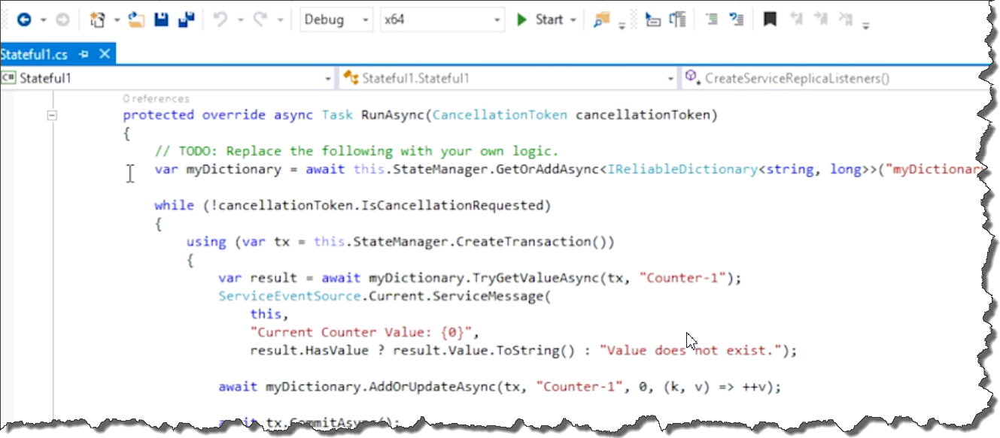 Debug x64 Start
Stateful1.cs
C# Stateful1 Stateful1.Stateful1 CreateServiceReplicaListeners()
0 references
protected override async Task RunAsync(CancellationToken cancellationToken)
{
// TODO: Replace the following with your own logic.
var myDictionary = await this.StateManager.GetOrAddAsync<IReliableDictionary<string, long>>("myDictionar
while (!cancellationToken.IsCancellationRequested)
{
using (var tx = this.StateManager.CreateTransaction())
{
var result = await myDictionary.TryGetValueAsync(tx, "Counter-1");
ServiceEventSource.Current.ServiceMessage(
this,
"Current Counter Value: {0}",
result.HasValue ? result.Value.ToString() : "Value does not exist.");
await myDictionary.AddOrUpdateAsync(tx, "Counter-1", 0, (k, v) => ++v);
await tx.CommitAsync();